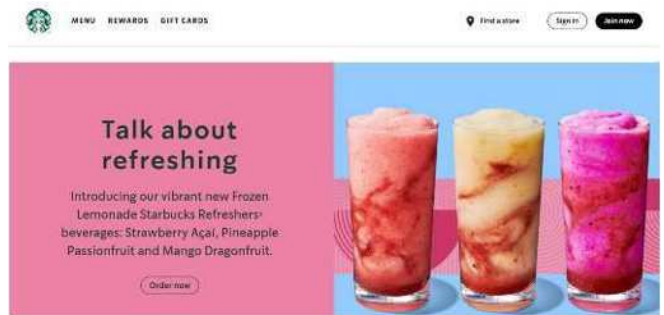 MENU REWARDS GIFT CARDS Find a store Sign in Join now
Talk about
refreshing
Introducing our vibrant new Frozen
Lemonade Starbucks Refreshers
beverages: Strawberry Açaí, Pineapple
Passionfruit and Mango Dragonfruit.
Order now